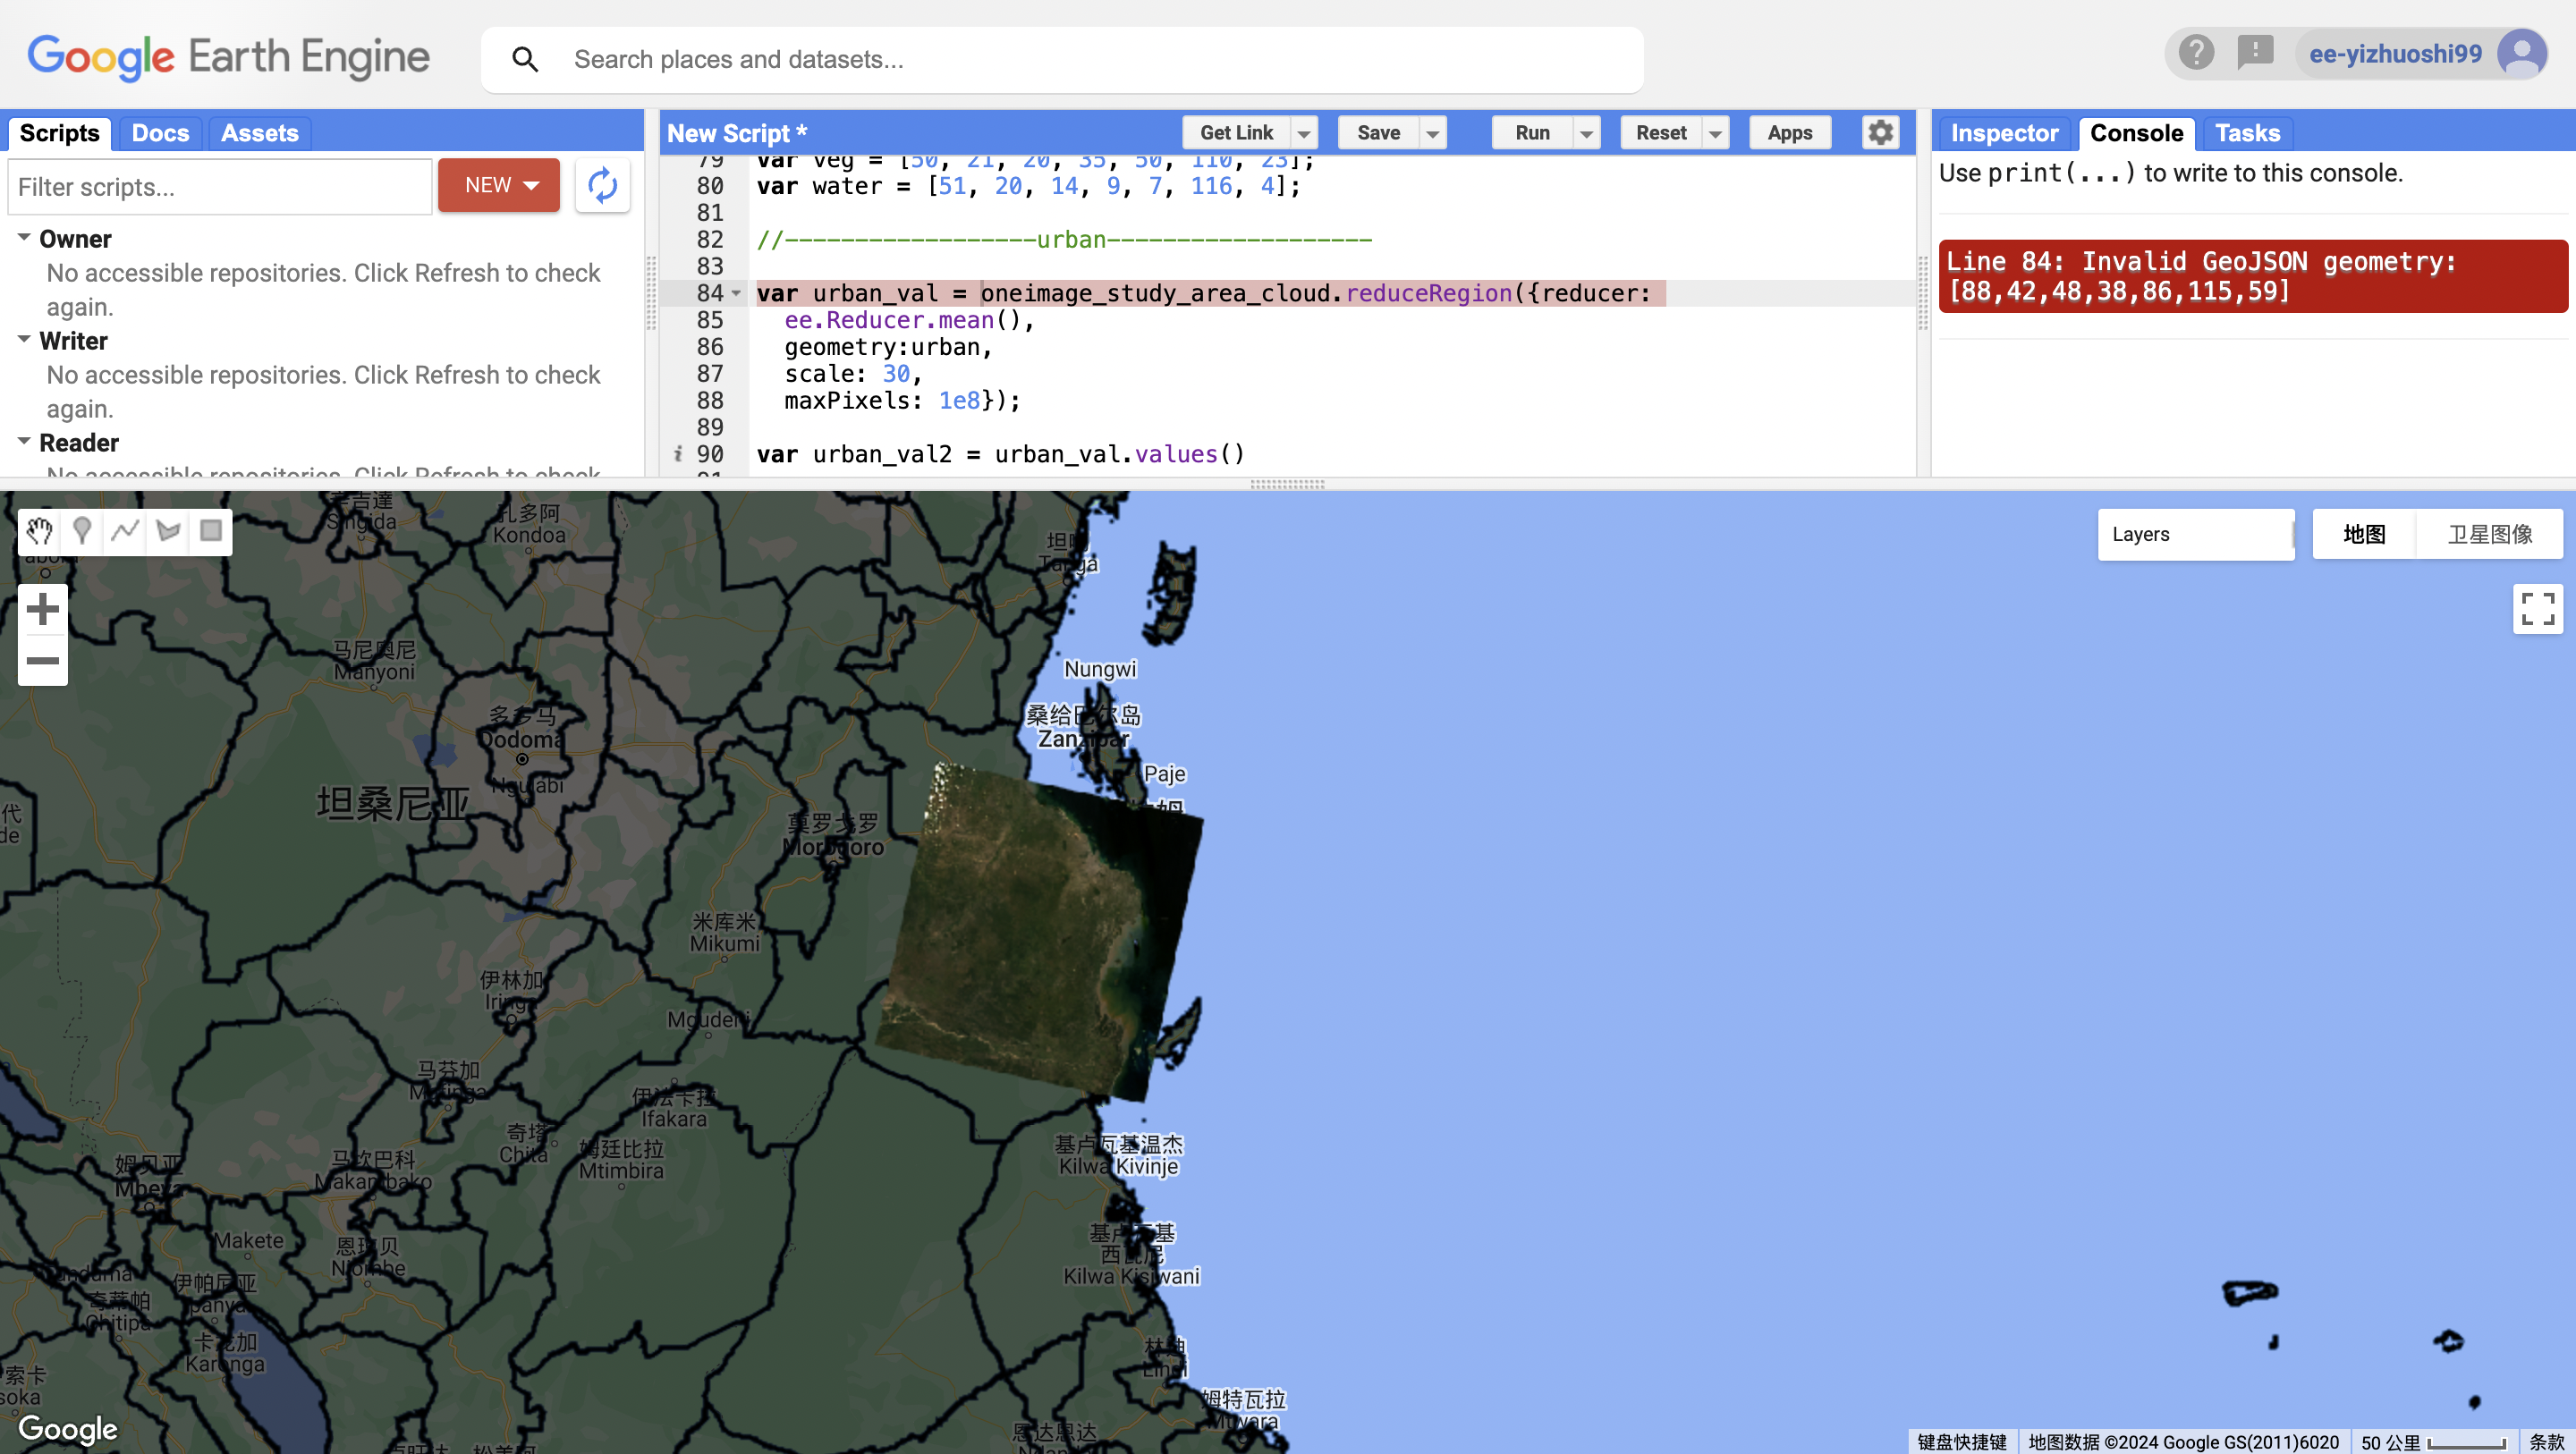 Google Earth Engine
Search places and datasets...
ee-yizhuoshi99
Scripts
Docs
Assets
Filter scripts...
NEW
Owner
No accessible repositories. Click Refresh to check
again.
Writer
No accessible repositories. Click Refresh to check
again.
Reader
No accessible repositories. Click Refresh to check
New Script *
Get Link
Save
Run
Reset
Apps
79 var veg = [50, 21, 20, 35, 50, 110, 23];
80 var water = [51, 20, 14, 9, 7, 116, 4];
81
82 //------------------urban-------------------
83
84 var urban_val = oneimage_study_area_cloud.reduceRegion({reducer:
85 ee.Reducer.mean(),
86 geometry:urban,
87 scale: 30,
88 maxPixels: 1e8});
89
i 90 var urban_val2 = urban_val.values()
91
Inspector
Console
Tasks
Use print(...) to write to this console.
Line 84: Invalid GeoJSON geometry:
[88,42,48,38,86,115,59]
Layers
地图
卫星图像
辛吉達
Singida
孔多阿
Kondoa
坦噶
Tanga
马尼奥尼
Manyoni
Nungwi
多多马
Dodoma
桑给巴尔岛
Zanzibar
Ngulabi
Paje
坦桑尼亚
莫罗戈罗
Morogoro
米库米
Mikumi
伊林加
Iringa
马芬加
Mafinga
伊法卡拉
Ifakara
奇塔
Chita
姆廷比拉
Mtimbira
基卢瓦基温杰
Kilwa Kivinje
姆贝亚
Mbeya
马坎巴科
Makambako
Makete
恩琼贝
Njombe
基卢瓦基
西瓦尼
Kilwa Kisiwani
伊帕尼亚
Ipanya
奇蒂帕
Chitipa
卡龙加
Karonga
林迪
Lindi
姆特瓦拉
Mtwara
恩达恩达
Google
键盘快捷键
地图数据 ©2024 Google GS(2011)6020
50 公里
条款